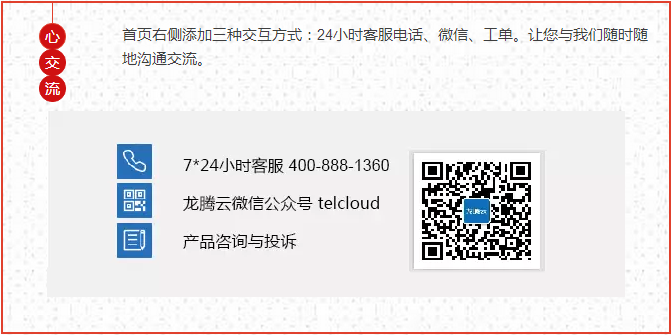 心
交
流
首页右侧添加三种交互方式：24小时客服电话、微信、工单。让您与我们随时随
地沟通交流。
7*24小时客服 400-888-1360
龙腾云微信公众号 telcloud
产品咨询与投诉
龙腾云